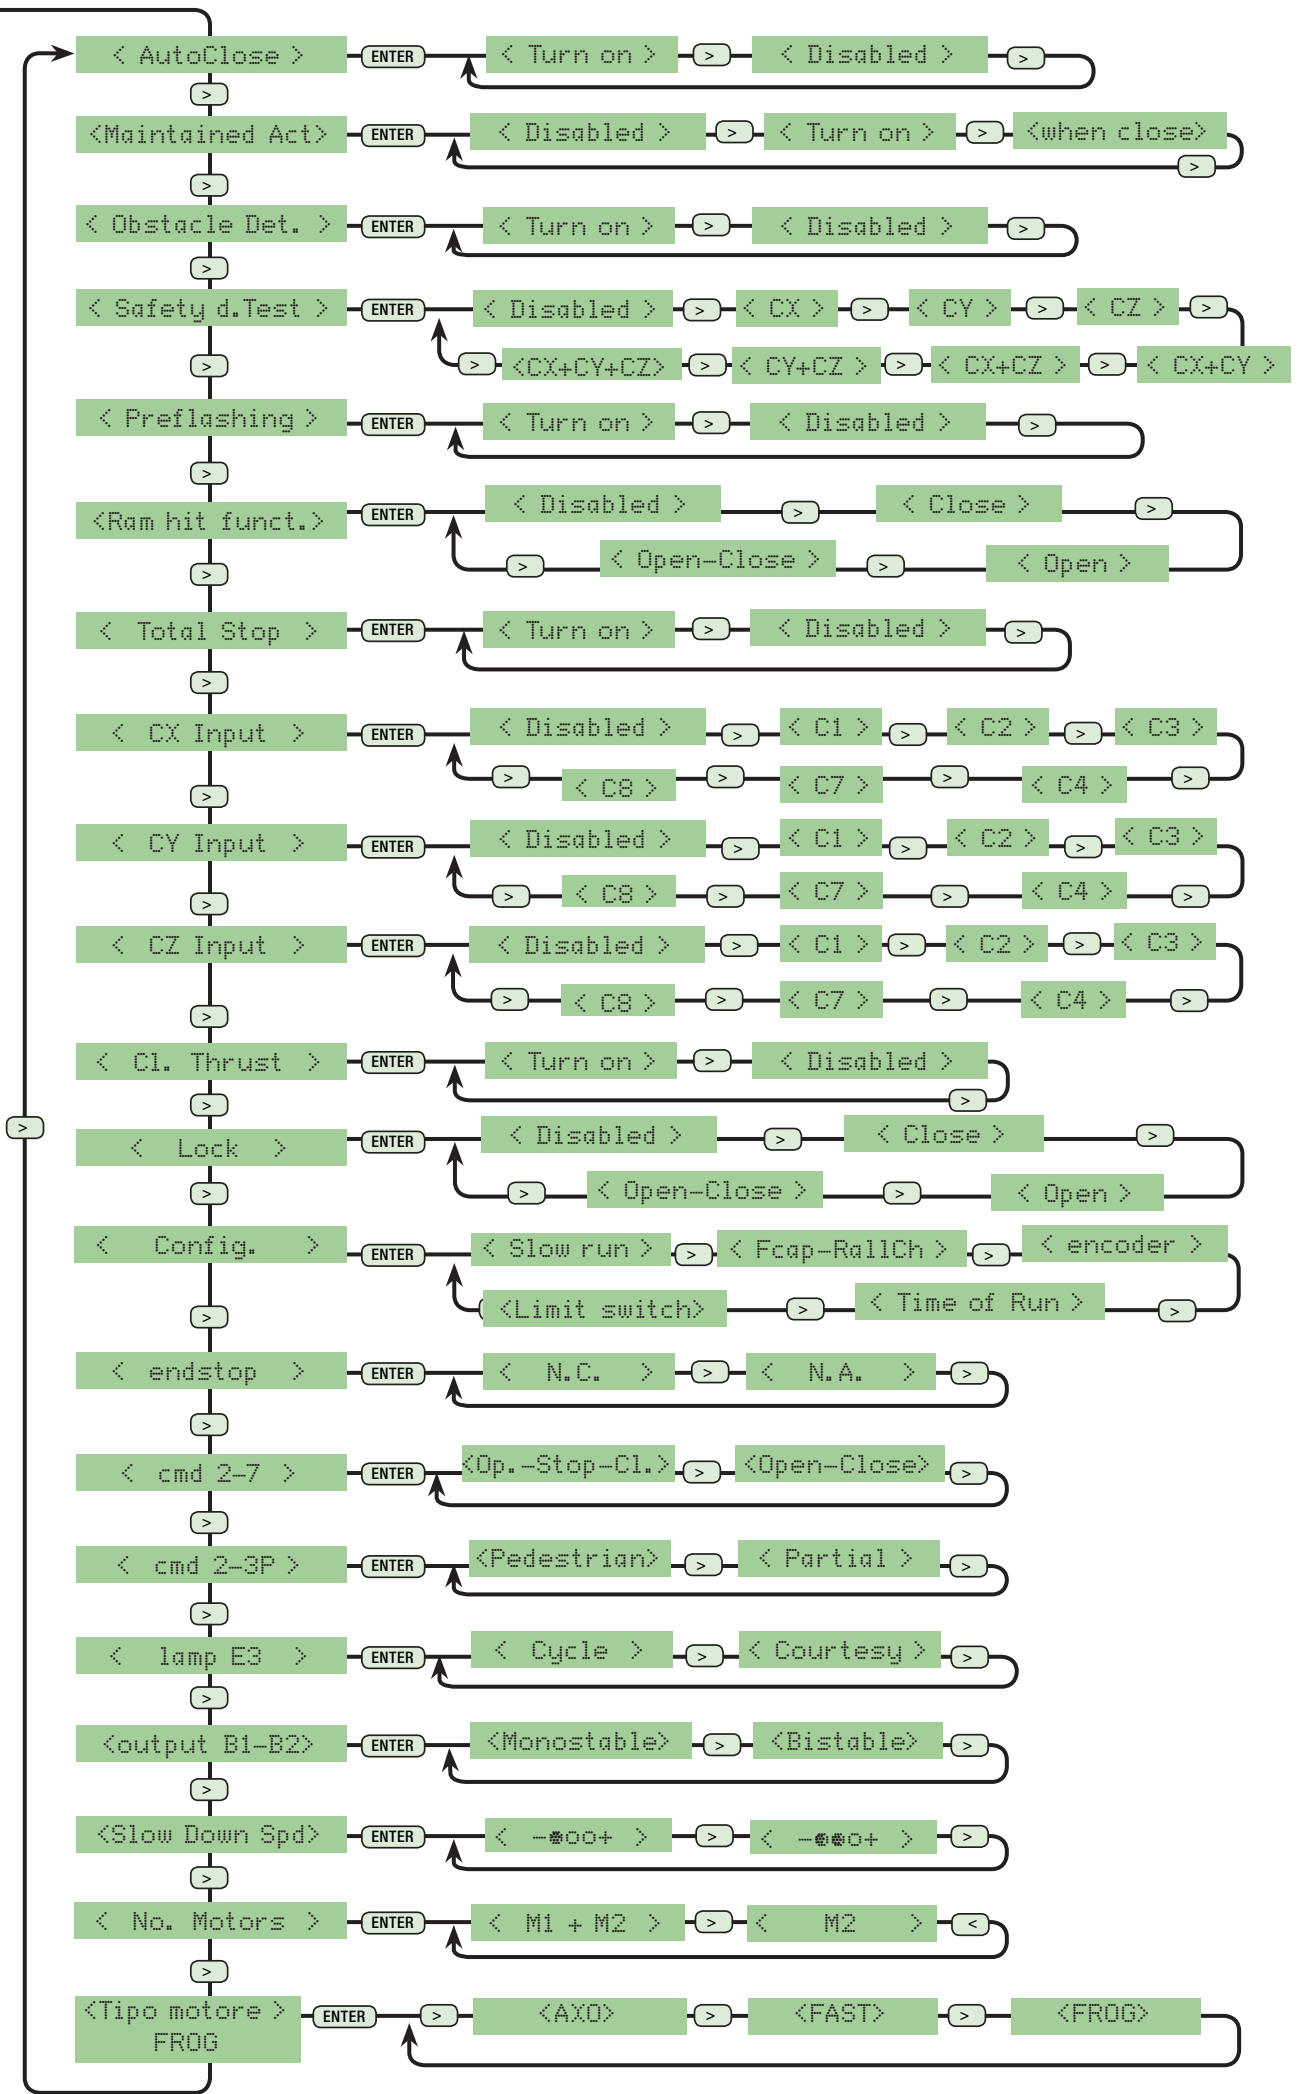 < AutoClose > ENTER < Turn on > > < Disabled > >
>
<Maintained Act> ENTER < Disabled > > < Turn on > > <when close>
>
>
< Obstacle Det. > ENTER < Turn on > > < Disabled > >
>
< Safety d.Test > ENTER < Disabled > > < CX > > < CY > > < CZ > >
> <CX+CY+CZ> > < CY+CZ > > < CX+CZ > > < CX+CY >
>
< Preflashing > ENTER < Turn on > > < Disabled > >
>
<Ram hit funct.> ENTER < Disabled > > < Close > >
> < Open-Close > > < Open >
>
< Total Stop > ENTER < Turn on > > < Disabled > >
>
< CX Input > ENTER < Disabled > > < C1 > > < C2 > > < C3 >
> < C8 > > < C7 > > < C4 > >
>
< CY Input > ENTER < Disabled > > < C1 > > < C2 > > < C3 >
> < C8 > > < C7 > > < C4 > >
>
< CZ Input > ENTER < Disabled > > < C1 > > < C2 > > < C3 >
> < C8 > > < C7 > > < C4 > >
>
< Cl. Thrust > ENTER < Turn on > > < Disabled >
>
>
>
< Lock > ENTER < Disabled > > < Close > >
> < Open-Close > > < Open >
>
< Config. > ENTER < Slow run > > < Fcap-RallCh > > < encoder >
<Limit switch> > < Time of Run > >
>
< endstop > ENTER < N.C. > > < N.A. > >
>
< cmd 2-7 > ENTER <Op.-Stop-Cl.> > <Open-Close> >
>
< cmd 2-3P > ENTER <Pedestrian> > < Partial > >
>
< lamp E3 > ENTER < Cycle > > < Courtesy > >
>
<output B1-B2> ENTER <Monostable> > <Bistable> >
>
<Slow Down Spd> ENTER < -●oo+ > > < -●●o+ > >
>
< No. Motors > ENTER < M1 + M2 > > < M2 > <
>
<Tipo motore > ENTER > <AXO> > <FAST> > <FROG>
FROG